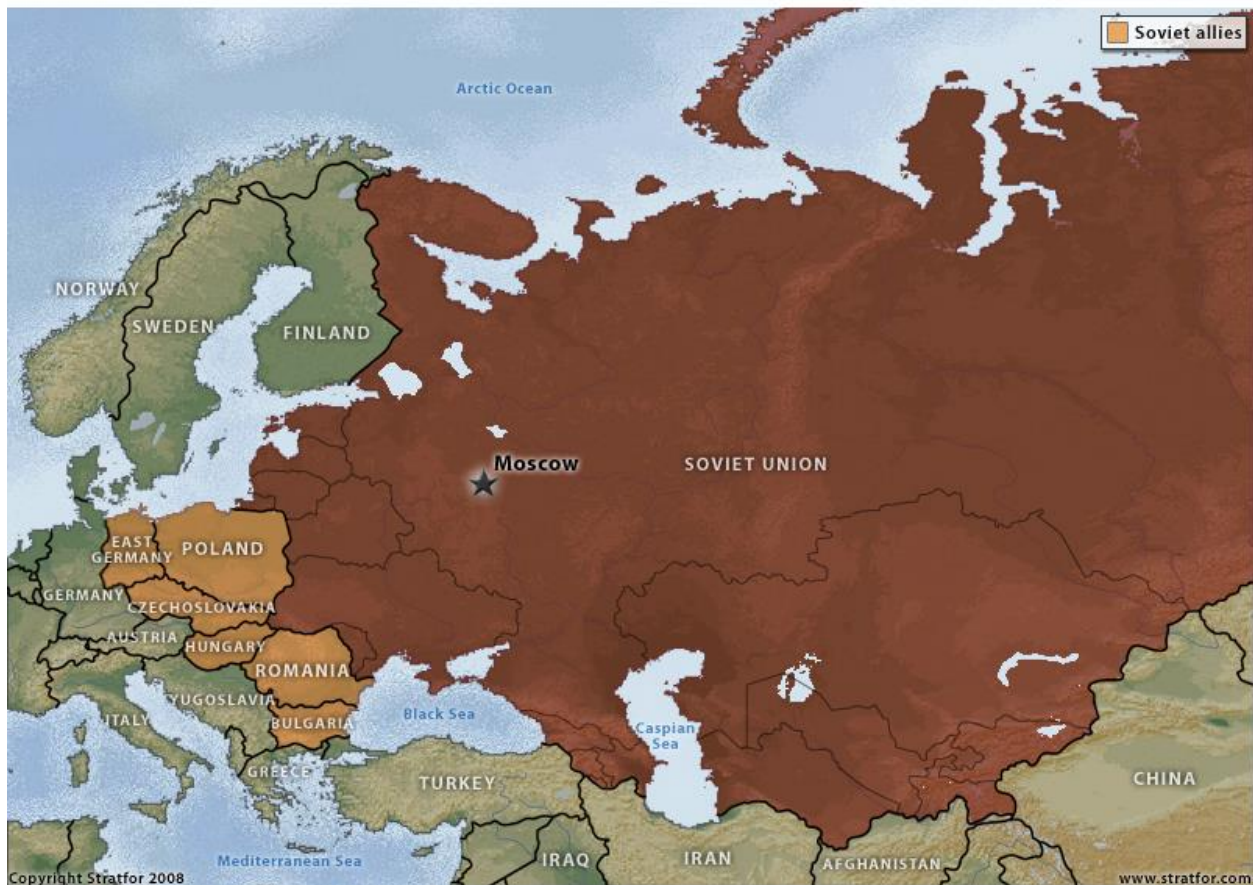 Soviet allies
Arctic Ocean
NORWAY
SWEDEN
FINLAND
Moscow
SOVIET UNION
EAST
GERMANY
POLAND
GERMANY
CZECHOSLOVAKIA
AUSTRIA
HUNGARY
ROMANIA
YUGOSLAVIA
ITALY
BULGARIA
Black Sea
Caspian
Sea
GREECE
TURKEY
CHINA
Mediterranean Sea
IRAQ
IRAN
AFGHANISTAN
Copyright Stratfor 2008
www.stratfor.com